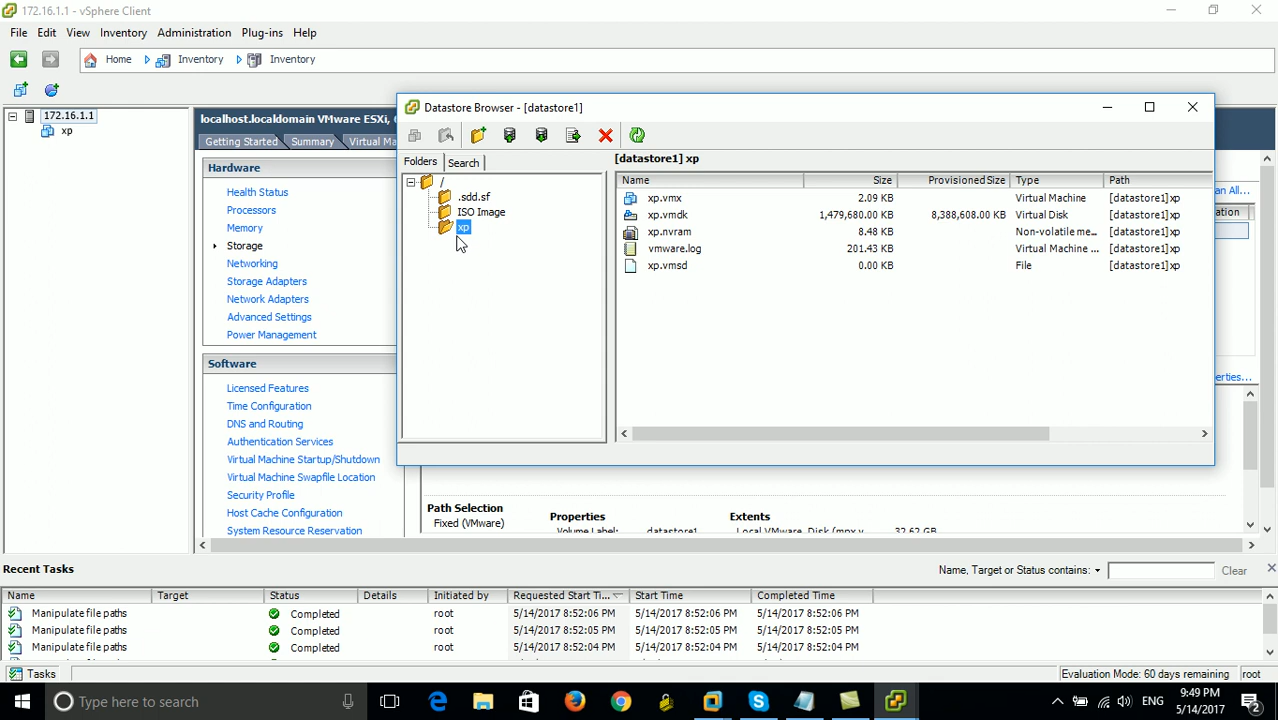 172.16.1.1 - vSphere Client
File Edit View Inventory Administration Plug-ins Help
Home Inventory Inventory
172.16.1.1
xp
localhost.localdomain VMware ESXi,
Getting Started Summary Virtual Ma
Hardware
Health Status
Processors
Memory
Storage
Networking
Storage Adapters
Network Adapters
Advanced Settings
Power Management
Software
Licensed Features
Time Configuration
DNS and Routing
Authentication Services
Virtual Machine Startup/Shutdown
Virtual Machine Swapfile Location
Security Profile
Host Cache Configuration
System Resource Reservation
Datastore Browser - [datastore1]
Folders Search
/
.sdd.sf
ISO Image
xp
[datastore1] xp
Name Size Provisioned Size Type Path
xp.vmx 2.09 KB Virtual Machine [datastore1]xp
xp.vmdk 1,479,680.00 KB 8,388,608.00 KB Virtual Disk [datastore1]xp
xp.nvram 8.48 KB Non-volatile me... [datastore1]xp
vmware.log 201.43 KB Virtual Machine ... [datastore1]xp
xp.vmsd 0.00 KB File [datastore1]xp
an All...
ration
erties...
Path Selection
Fixed (VMware)
Properties
Volume Label: datastore1
Extents
Local VMware Disk (mpx.v... 32.62 GB
Recent Tasks
Name, Target or Status contains: Clear
Name Target Status Details Initiated by Requested Start Ti... Start Time Completed Time
Manipulate file paths Completed root 5/14/2017 8:52:06 PM 5/14/2017 8:52:06 PM 5/14/2017 8:52:06 PM
Manipulate file paths Completed root 5/14/2017 8:52:05 PM 5/14/2017 8:52:05 PM 5/14/2017 8:52:05 PM
Manipulate file paths Completed root 5/14/2017 8:52:04 PM 5/14/2017 8:52:04 PM 5/14/2017 8:52:04 PM
Tasks
Evaluation Mode: 60 days remaining root
Type here to search
ENG
9:49 PM
5/14/2017
2